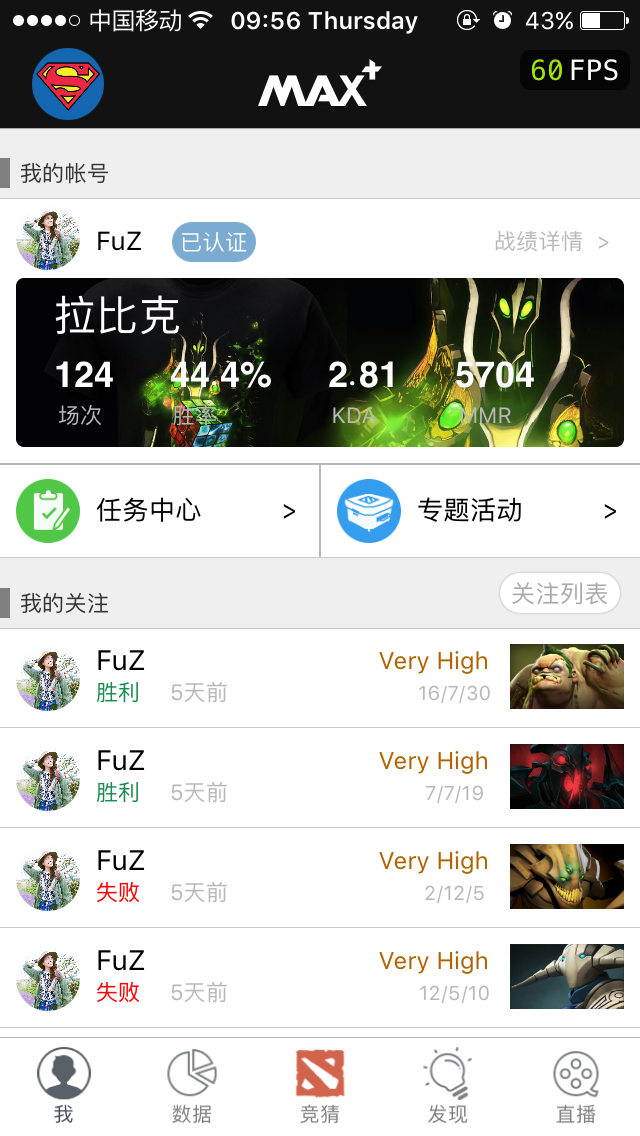 中国移动 09:56 Thursday 43%
MAX+
60 FPS
我的帐号
FuZ 已认证 战绩详情 >
拉比克
124 44.4% 2.81 5704
场次 胜率 KDA MMR
任务中心 > 专题活动 >
我的关注 关注列表
FuZ Very High
胜利 5天前 16/7/30
FuZ Very High
胜利 5天前 7/7/19
FuZ Very High
失败 5天前 2/12/5
FuZ Very High
失败 5天前 12/5/10
我 数据 竞猜 发现 直播